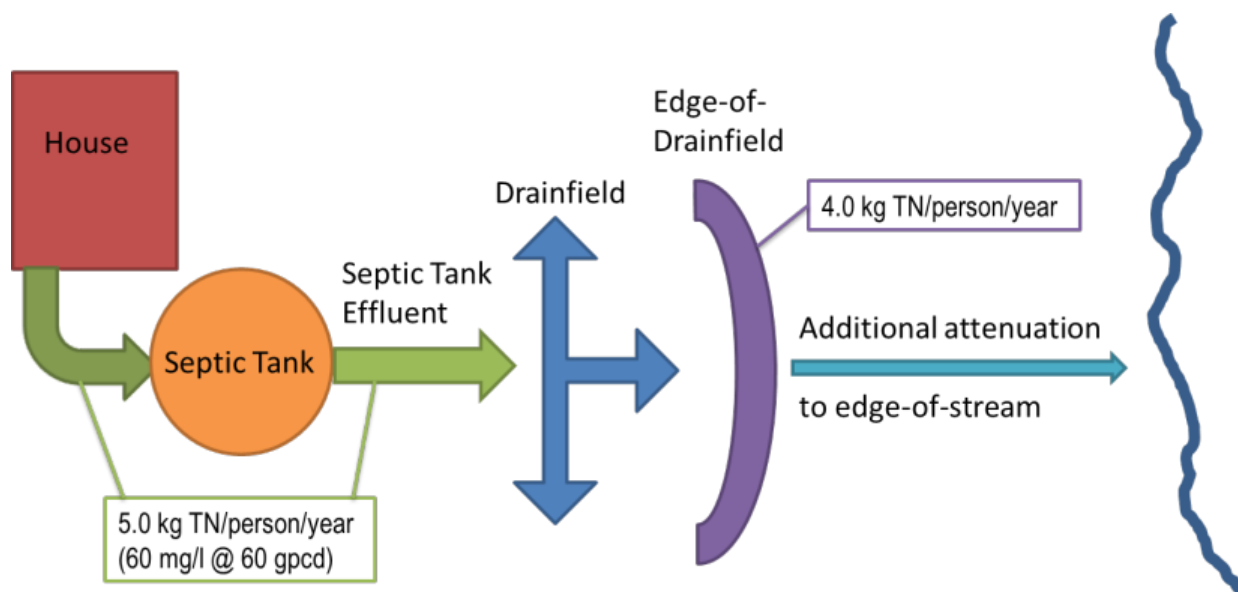 House
Septic Tank
5.0 kg TN/person/year
(60 mg/l @ 60 gpcd)
Septic Tank
Effluent
Drainfield
Edge-of-
Drainfield
4.0 kg TN/person/year
Additional attenuation
to edge-of-stream